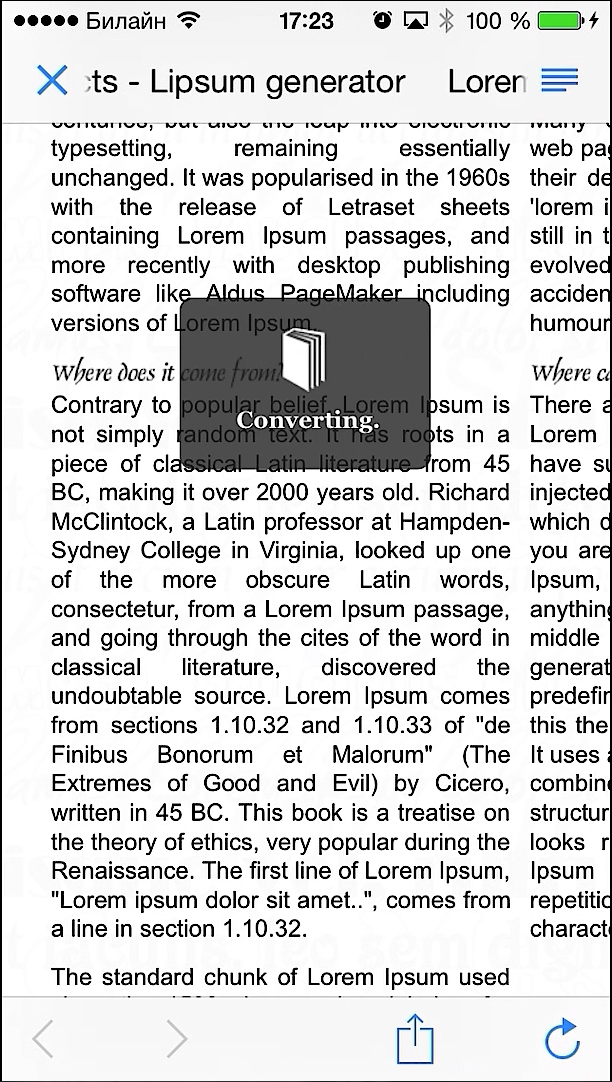 Билайн 17:23 100 %
cts - Lipsum generator Loren
centuries, but also the leap into electronic
typesetting, remaining essentially
unchanged. It was popularised in the 1960s
with the release of Letraset sheets
containing Lorem Ipsum passages, and
more recently with desktop publishing
software like Aldus PageMaker including
versions of Lorem Ipsum.
Where does it come from?
Contrary to popular belief, Lorem Ipsum is
not simply random text. It has roots in a
piece of classical Latin literature from 45
BC, making it over 2000 years old. Richard
McClintock, a Latin professor at Hampden-
Sydney College in Virginia, looked up one
of the more obscure Latin words,
consectetur, from a Lorem Ipsum passage,
and going through the cites of the word in
classical literature, discovered the
undoubtable source. Lorem Ipsum comes
from sections 1.10.32 and 1.10.33 of "de
Finibus Bonorum et Malorum" (The
Extremes of Good and Evil) by Cicero,
written in 45 BC. This book is a treatise on
the theory of ethics, very popular during the
Renaissance. The first line of Lorem Ipsum,
"Lorem ipsum dolor sit amet..", comes from
a line in section 1.10.32.
The standard chunk of Lorem Ipsum used
Converting.
Many
web pa
their de
'lorem i
still in t
evolved
acciden
humour
Where ca
There a
Lorem
have su
injected
which d
you are
Ipsum,
anything
middle
generat
predefin
this the
It uses a
combine
structur
looks r
Ipsum
repetitic
characte